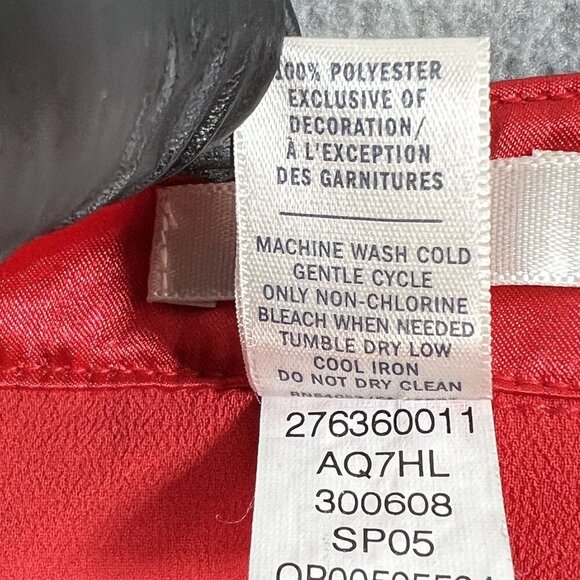 100% POLYESTER
EXCLUSIVE OF
DECORATION/
À L'EXCEPTION
DES GARNITURES
MACHINE WASH COLD
GENTLE CYCLE
ONLY NON-CHLORINE
BLEACH WHEN NEEDED
TUMBLE DRY LOW
COOL IRON
DO NOT DRY CLEAN
276360011
AQ7HL
300608
SP05